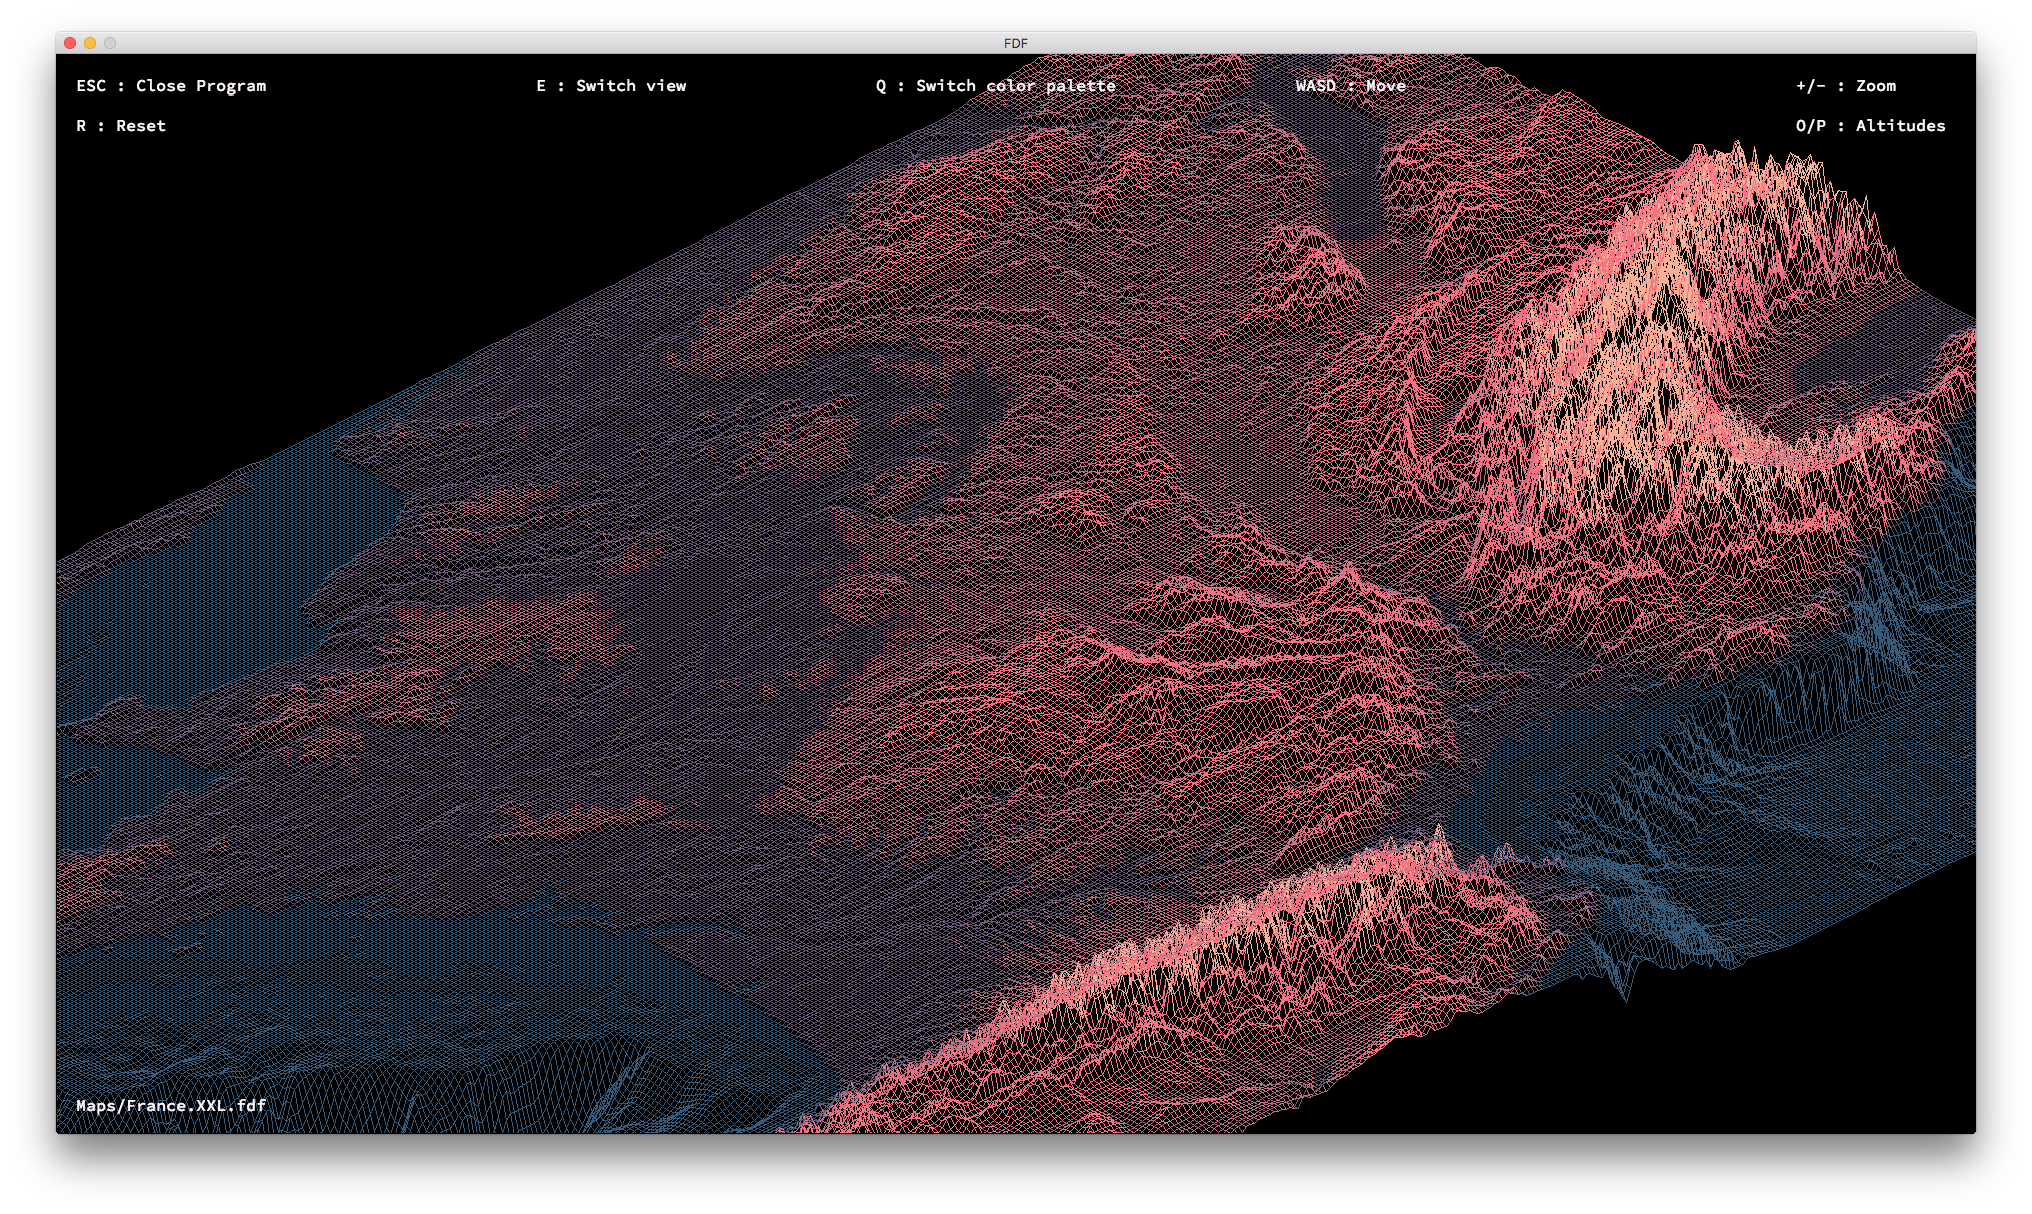 FDF
ESC : Close Program
E : Switch view
Q : Switch color palette
WASD : Move
+/- : Zoom
R : Reset
O/P : Altitudes
Maps/France.XXL.fdf